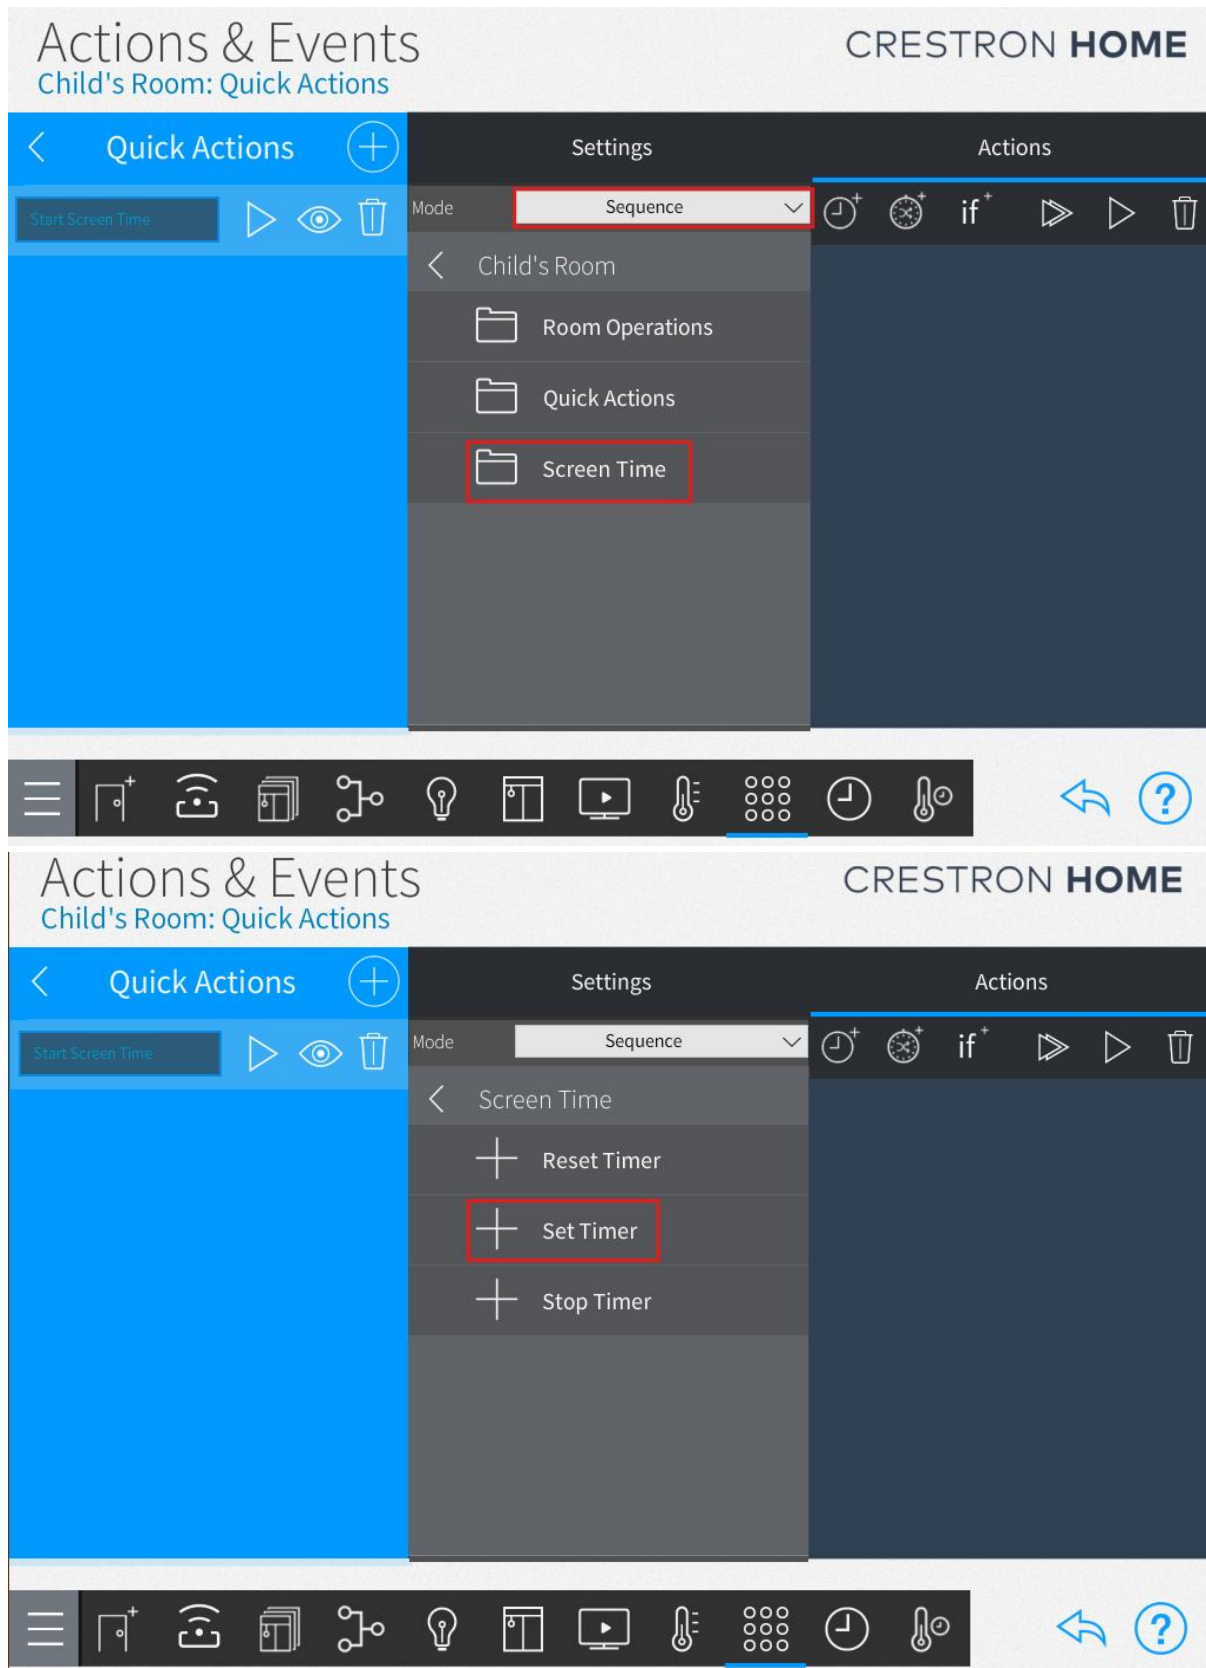 Actions & Events
CRESTRON HOME
Child's Room: Quick Actions
Quick Actions
Settings
Actions
Start Screen Time
Mode
Sequence
if+
Child's Room
Room Operations
Quick Actions
Screen Time
?
Actions & Events
CRESTRON HOME
Child's Room: Quick Actions
Quick Actions
Settings
Actions
Start Screen Time
Mode
Sequence
if+
Screen Time
Reset Timer
Set Timer
Stop Timer
?